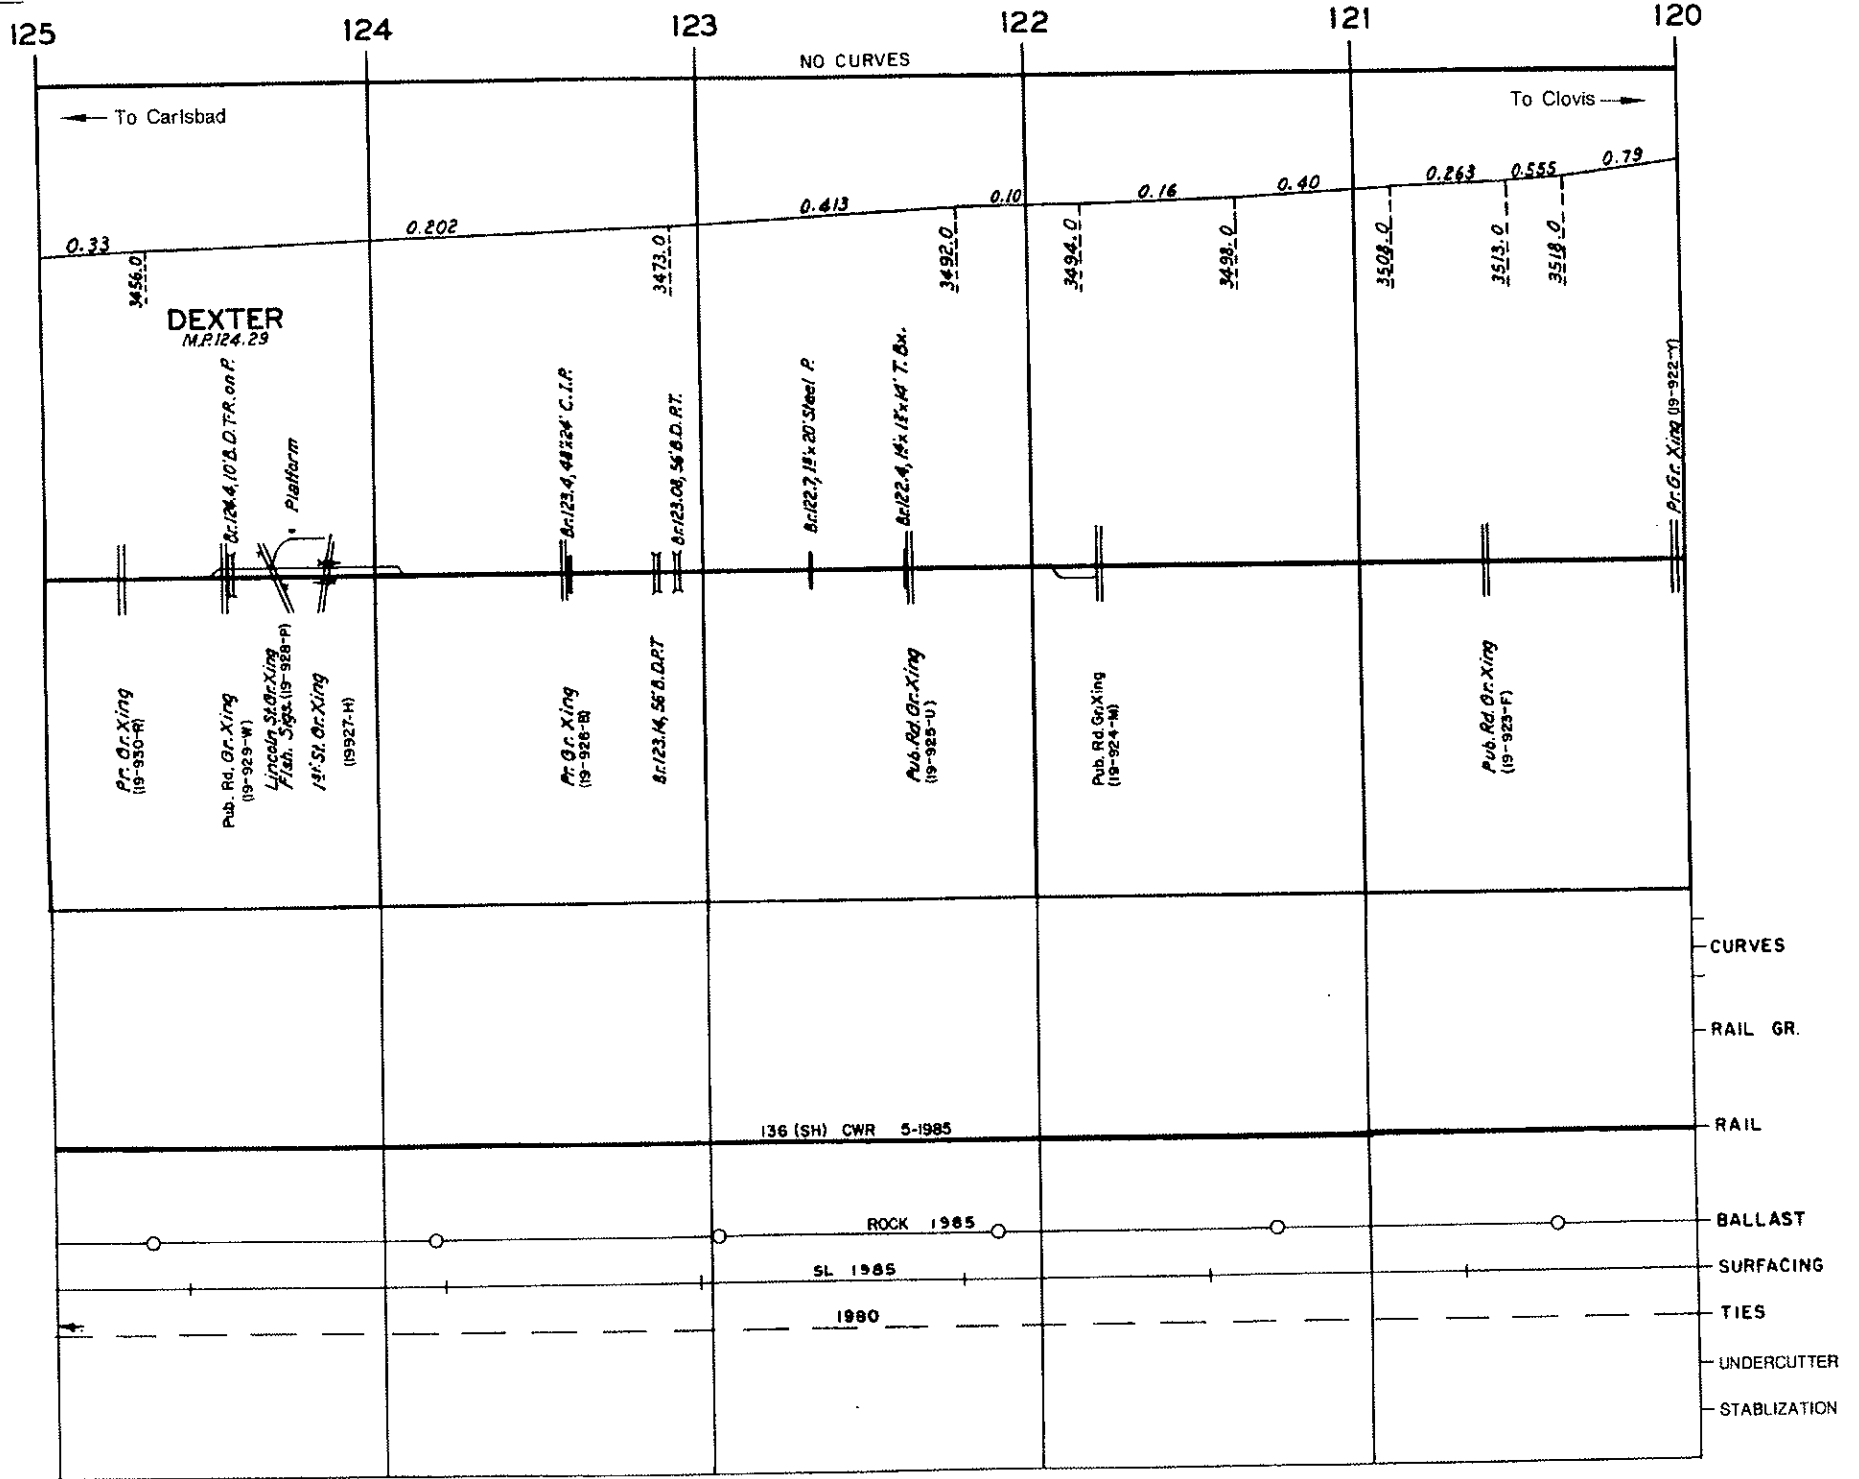 125 124 123 122 121 120
NO CURVES
To Carlsbad
To Clovis
0.33 0.202 0.413 0.10 0.16 0.40 0.263 0.555 0.79
3456.0
3473.0
3492.0
3494.0
3498.0
3508.0
3513.0
3518.0
DEXTER
M.P. 124.29
Br. 124.4, 10' B.D.T-R. on P.
Platform
Br. 123.4, 48"x24' C.I.P.
Br. 123.08, 56' B.D.P.T.
Br. 122.7, 18"x20' Steel P.
Br. 122.4, T. Bx.
Pr. Gr. Xing (19-922-Y)
Pr. Gr. Xing
(19-930-R)
Pub. Rd. Gr. Xing
(19-929-W)
Lincoln St. Gr. Xing
Flsh. Sigs. (19-928-P)
1st St. Gr. Xing
(19927-H)
Pr. Gr. Xing
(19-926-B)
Br. 123.14, 56' B.D.P.T
Pub. Rd. Gr. Xing
(19-925-U)
Pub. Rd. Gr. Xing
(19-924-M)
Pub. Rd. Gr. Xing
(19-923-F)
CURVES
RAIL GR.
136 (SH) CWR 5-1985
RAIL
ROCK 1985
BALLAST
SL 1985
SURFACING
1980
TIES
UNDERCUTTER
STABLIZATION